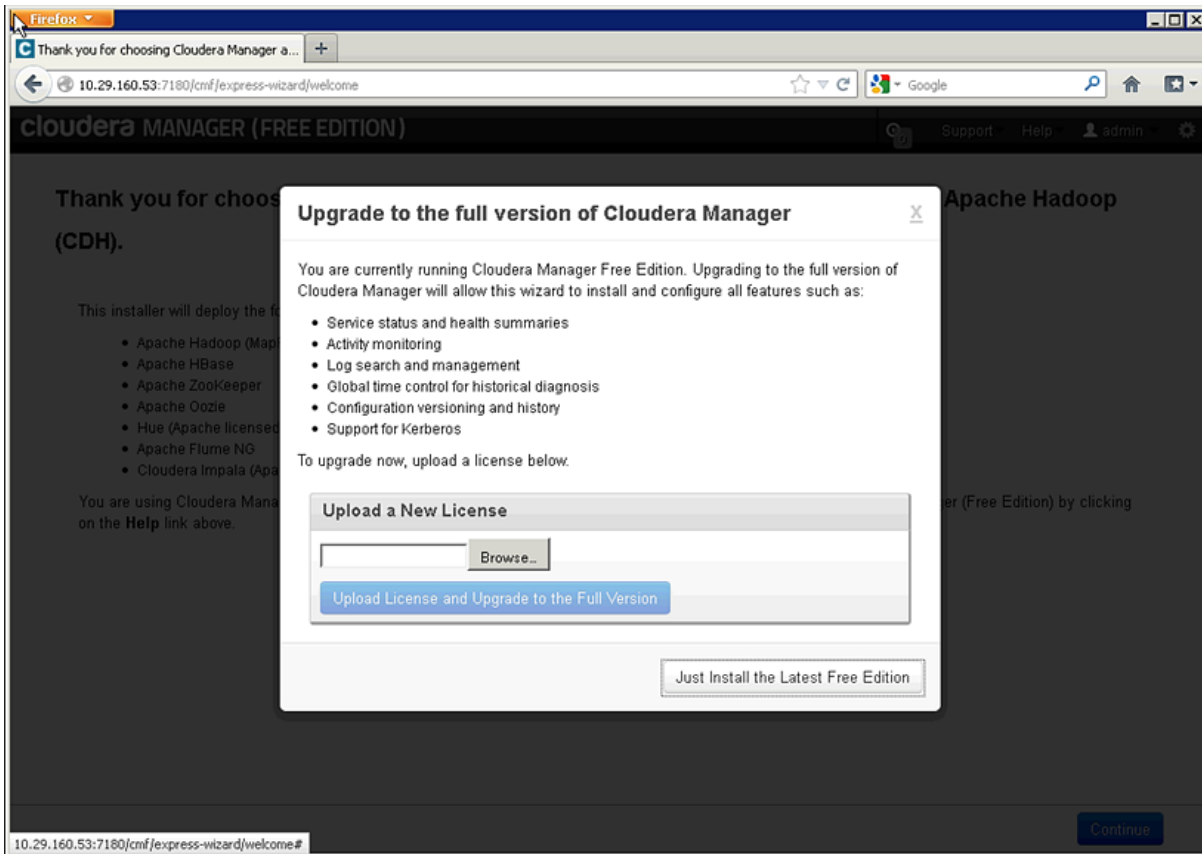 Firefox
Thank you for choosing Cloudera Manager a...
10.29.160.53:7180/cmf/express-wizard/welcome
Google
cloudera MANAGER (FREE EDITION)
Support Help admin
Thank you for choos Apache Hadoop
(CDH).
Upgrade to the full version of Cloudera Manager
X
You are currently running Cloudera Manager Free Edition. Upgrading to the full version of
Cloudera Manager will allow this wizard to install and configure all features such as:
• Service status and health summaries
• Activity monitoring
• Log search and management
• Global time control for historical diagnosis
• Configuration versioning and history
• Support for Kerberos
To upgrade now, upload a license below.
Upload a New License
Browse...
Upload License and Upgrade to the Full Version
Just Install the Latest Free Edition
This installer will deploy the fo
• Apache Hadoop (Map
• Apache HBase
• Apache ZooKeeper
• Apache Oozie
• Hue (Apache licensed
• Apache Flume NG
• Cloudera Impala (Apa
You are using Cloudera Mana er (Free Edition) by clicking
on the Help link above.
Continue
10.29.160.53:7180/cmf/express-wizard/welcome#